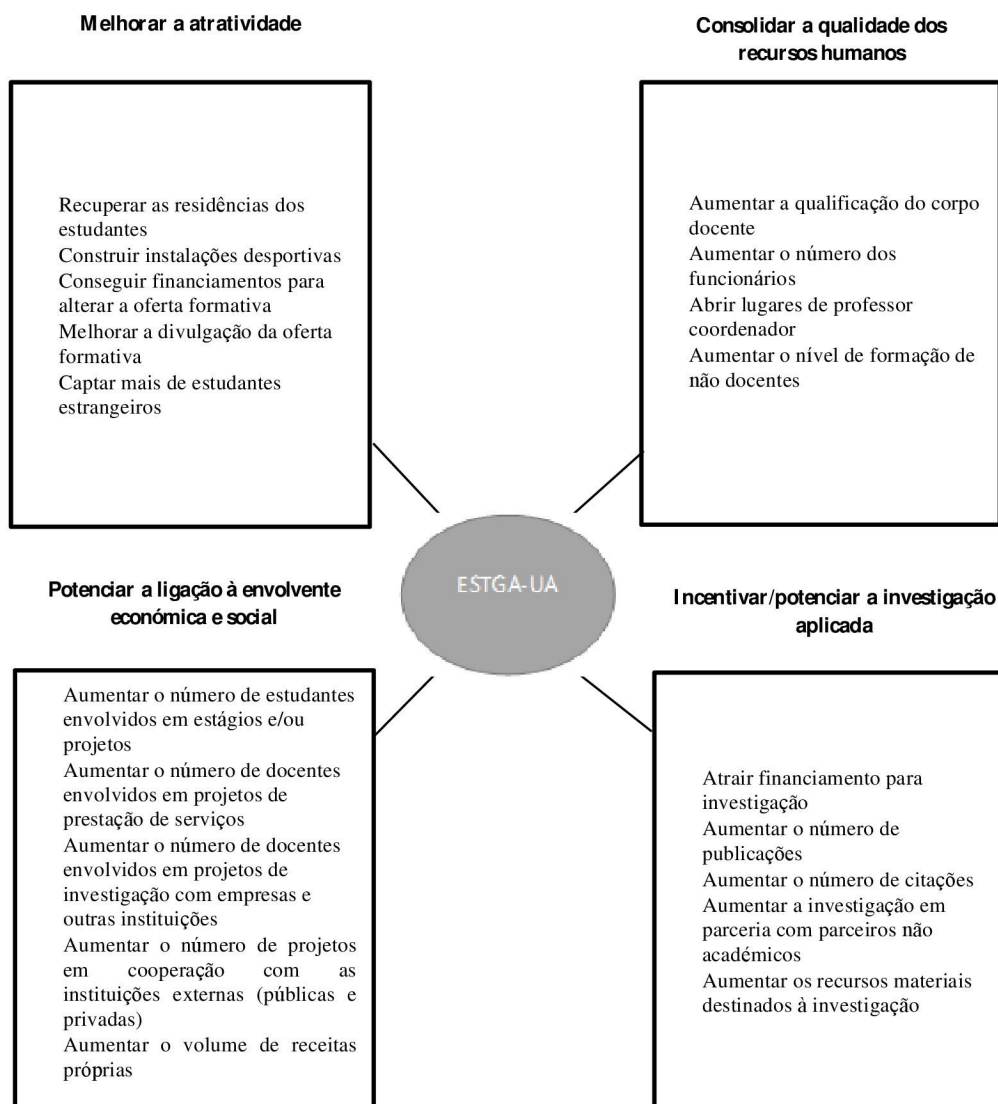 Melhorar a atratividade
Recuperar as residências dos
estudantes
Construir instalações desportivas
Conseguir financiamentos para
alterar a oferta formativa
Melhorar a divulgação da oferta
formativa
Captar mais de estudantes
estrangeiros
Consolidar a qualidade dos
recursos humanos
Aumentar a qualificação do corpo
docente
Aumentar o número dos
funcionários
Abrir lugares de professor
coordenador
Aumentar o nível de formação de
não docentes
ESTGA-UA
Potenciar a ligação à envolvente
económica e social
Aumentar o número de estudantes
envolvidos em estágios e/ou
projetos
Aumentar o número de docentes
envolvidos em projetos de
prestação de serviços
Aumentar o número de docentes
envolvidos em projetos de
investigação com empresas e
outras instituições
Aumentar o número de projetos
em cooperação com as
instituições externas (públicas e
privadas)
Aumentar o volume de receitas
próprias
Incentivar/potenciar a investigação
aplicada
Atrair financiamento para
investigação
Aumentar o número de
publicações
Aumentar o número de citações
Aumentar a investigação em
parceria com parceiros não
académicos
Aumentar os recursos materiais
destinados à investigação